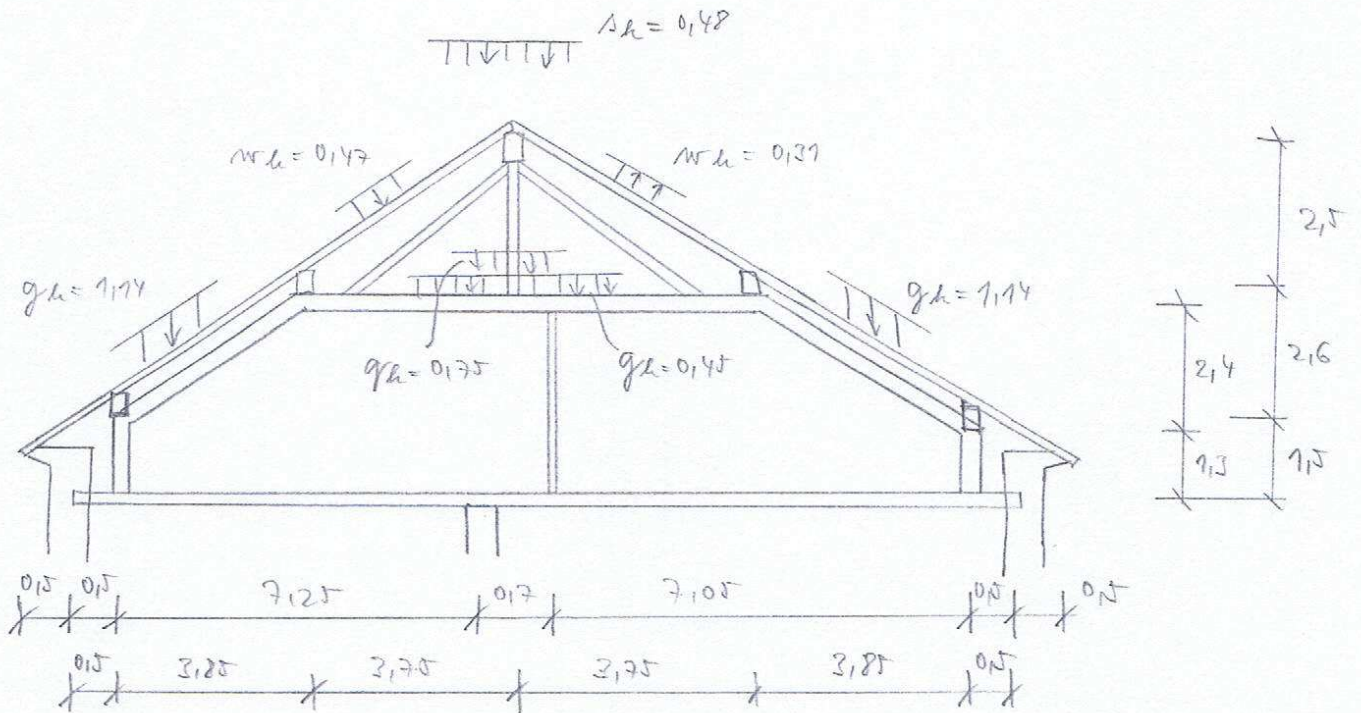 sk = 0,48
wk = 0,47
wk = 0,31
gk = 1,14
gk = 1,14
qk = 0,75
gk = 0,45
2,5
2,6
2,4
1,5
1,3
0,5 0,5 7,25 0,7 7,05 0,5 0,5
0,5 3,85 3,75 3,75 3,85 0,5